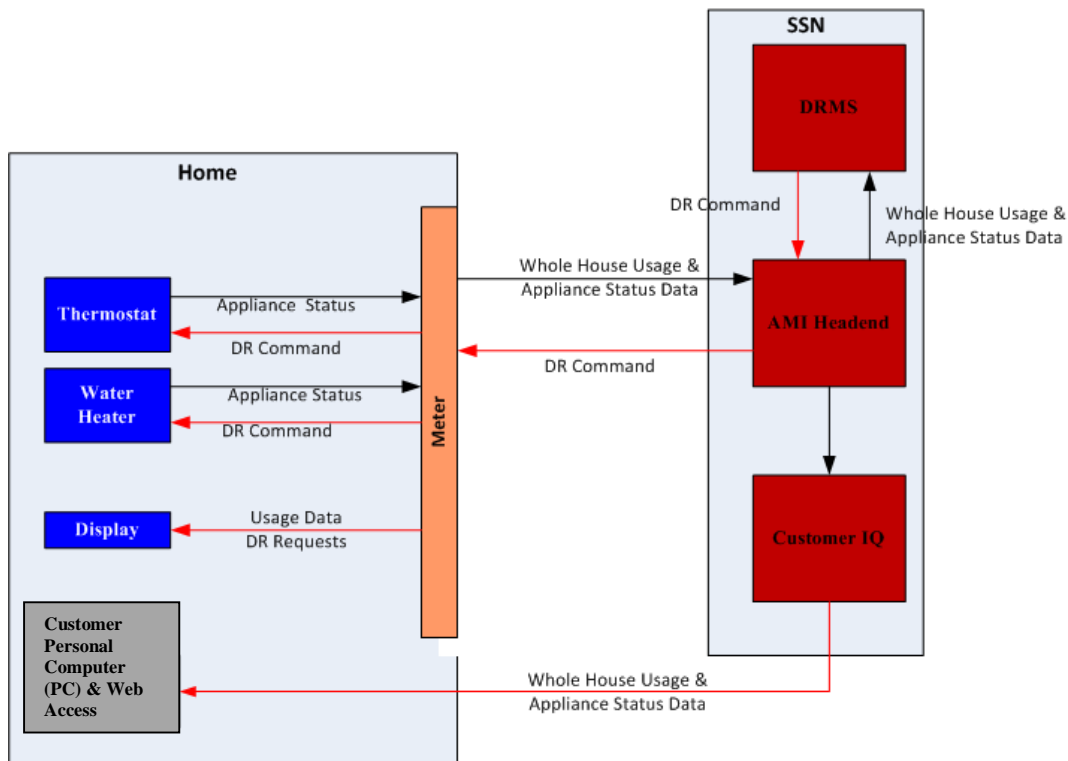 SSN
DRMS
Home
DR Command
Whole House Usage &
Appliance Status Data
Whole House Usage &
Appliance Status Data
Thermostat
Appliance Status
AMI Headend
DR Command
DR Command
Water
Heater
Appliance Status
DR Command
Meter
Display
Usage Data
DR Requests
Customer IQ
Customer
Personal
Computer
(PC) & Web
Access
Whole House Usage &
Appliance Status Data